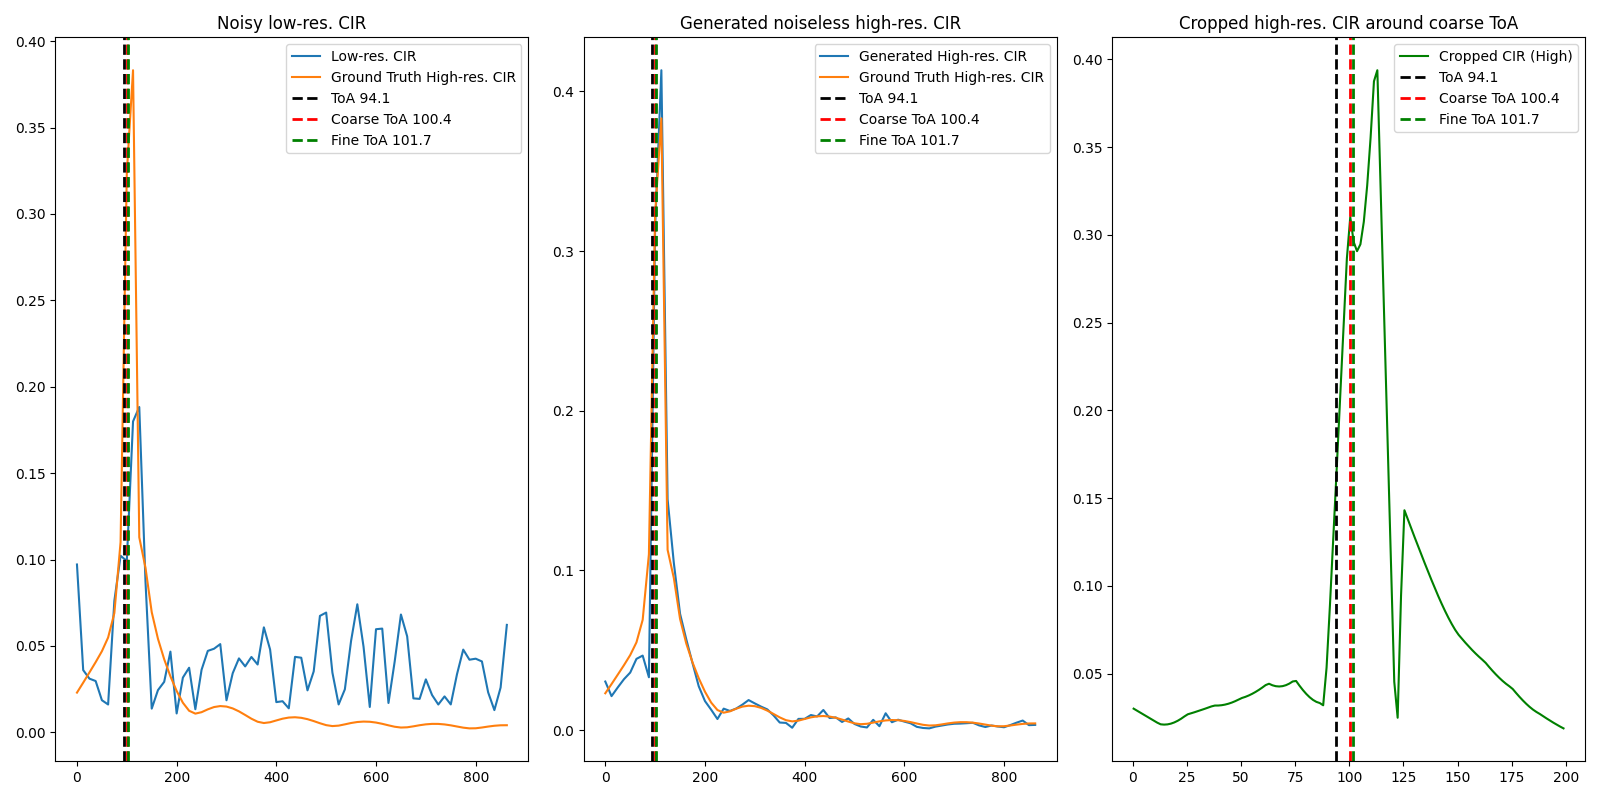 Noisy low-res. CIR
0.40
0.35
0.30
0.25
0.20
0.15
0.10
0.05
0.00
0
200
400
600
800
Low-res. CIR
Ground Truth High-res. CIR
ToA 94.1
Coarse ToA 100.4
Fine ToA 101.7
Generated noiseless high-res. CIR
0.4
0.3
0.2
0.1
0.0
0
200
400
600
800
Generated High-res. CIR
Ground Truth High-res. CIR
ToA 94.1
Coarse ToA 100.4
Fine ToA 101.7
Cropped high-res. CIR around coarse ToA
0.40
0.35
0.30
0.25
0.20
0.15
0.10
0.05
0
25
50
75
100
125
150
175
200
Cropped CIR (High)
ToA 94.1
Coarse ToA 100.4
Fine ToA 101.7